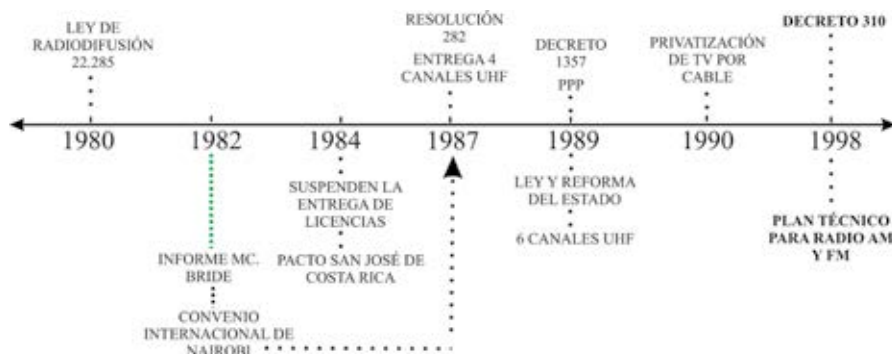 LEY DE
RADIODIFUSIÓN
22.285
RESOLUCIÓN
282
ENTREGA 4
CANALES UHF
DECRETO
1357
PPP
PRIVATIZACIÓN
DE TV POR
CABLE
DECRETO 310
1980
1982
1984
1987
1989
1990
1998
INFORME MC.
BRIDE
CONVENIO
INTERNACIONAL DE
NAIROBI
SUSPENDEN LA
ENTREGA DE
LICENCIAS
PACTO SAN JOSÉ DE
COSTA RICA
LEY Y REFORMA
DEL ESTADO
6 CANALES UHF
PLAN TÉCNICO
PARA RADIO AM
Y FM